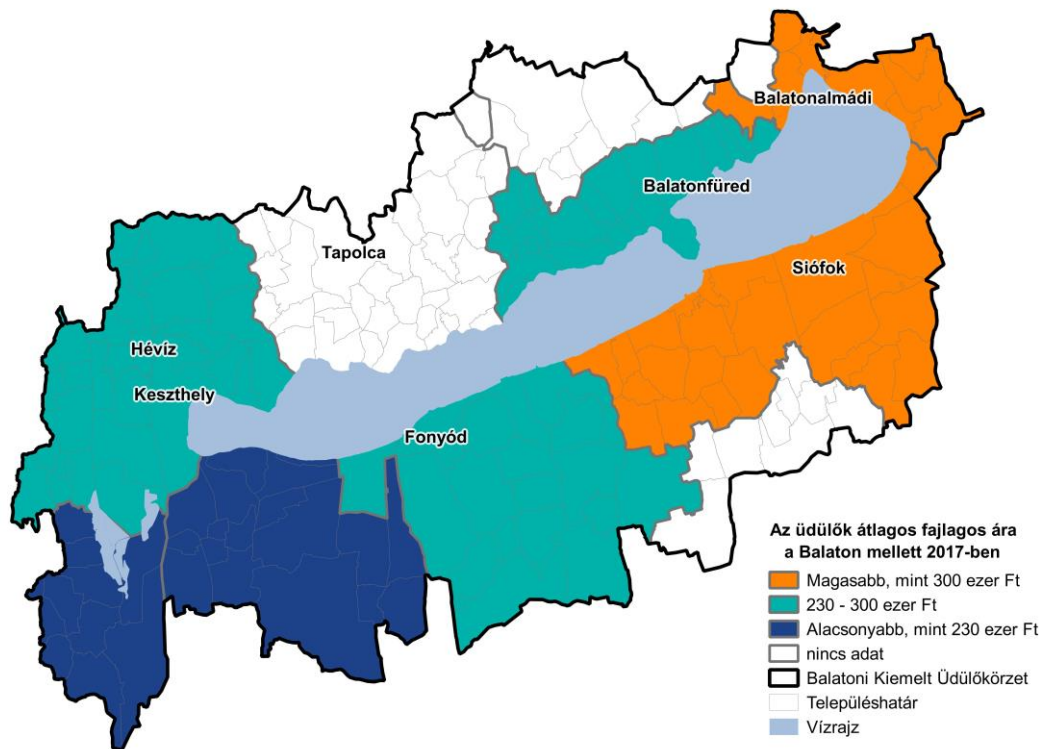 Balatonalmádi
Balatonfüred
Tapolca
Siófok
Hévíz
Keszthely
Fonyód
Az üdülők átlagos fajlagos ára
a Balaton mellett 2017-ben
Magasabb, mint 300 ezer Ft
230 - 300 ezer Ft
Alacsonyabb, mint 230 ezer Ft
nincs adat
Balatoni Kiemelt Üdülőkörzet
Településhatár
Vízrajz